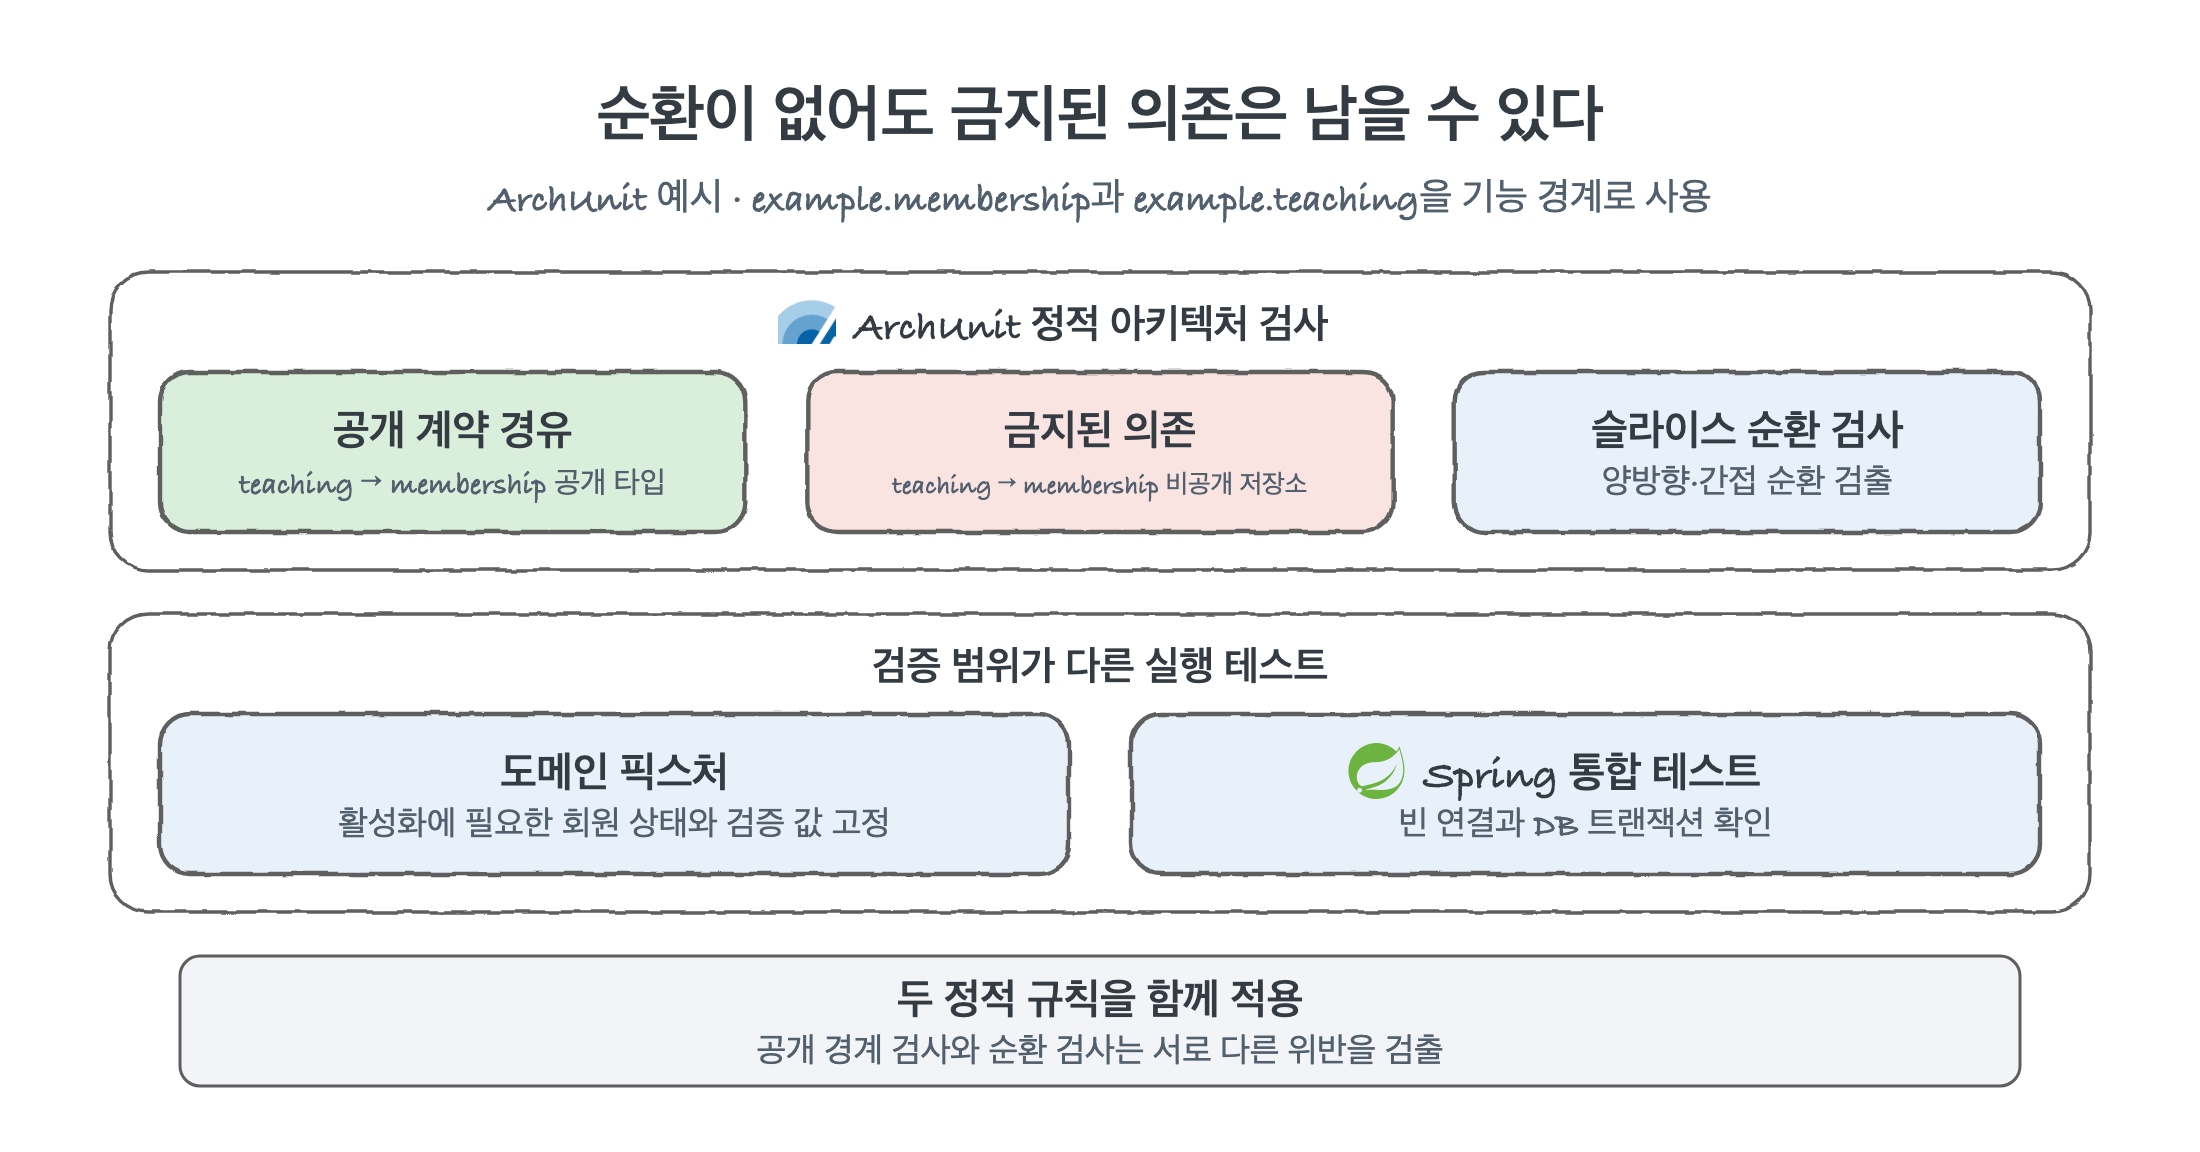 순환이 없어도 금지된 의존은 남을 수 있다
ArchUnit 예시 · example.membership과 example.teaching을 기능 경계로 사용
ArchUnit 정적 아키텍처 검사
공개 계약 경유
teaching → membership 공개 타입
금지된 의존
teaching → membership 비공개 저장소
슬라이스 순환 검사
양방향·간접 순환 검출
검증 범위가 다른 실행 테스트
도메인 픽스처
활성화에 필요한 회원 상태와 검증 값 고정
Spring 통합 테스트
빈 연결과 DB 트랜잭션 확인
두 정적 규칙을 함께 적용
공개 경계 검사와 순환 검사는 서로 다른 위반을 검출